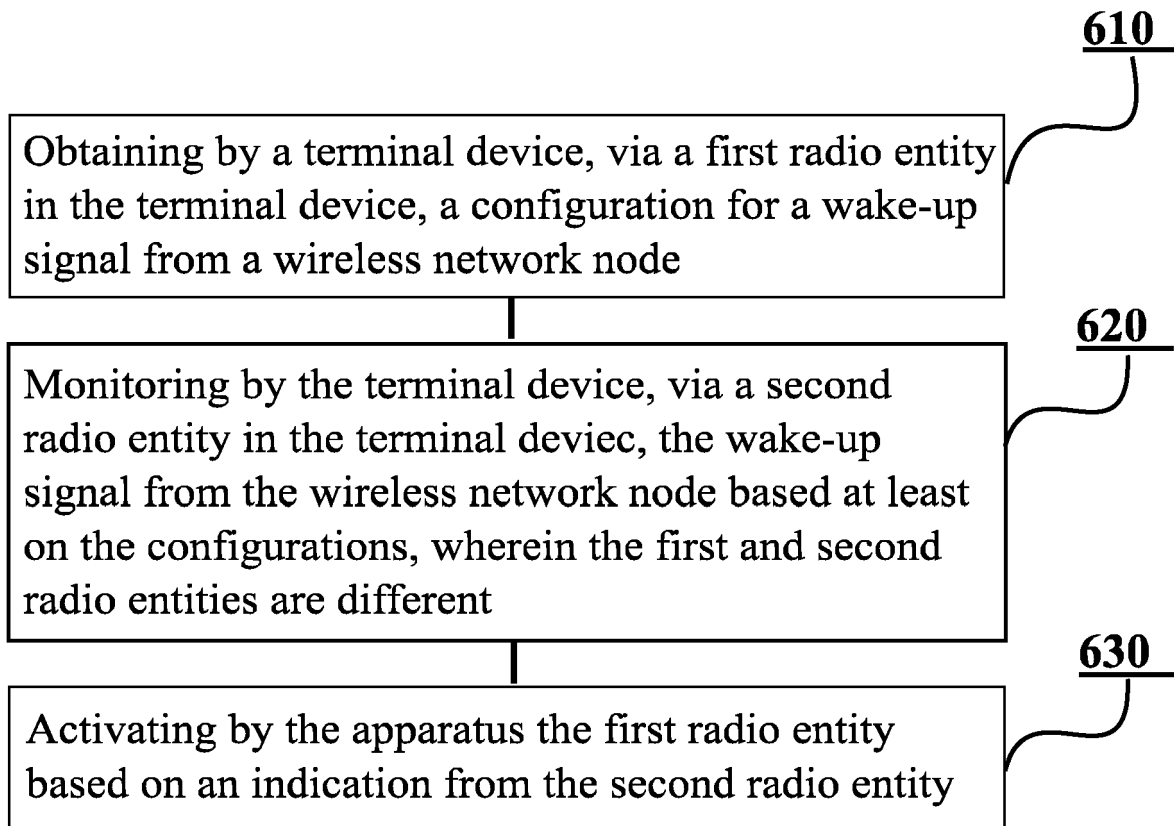 610
Obtaining by a terminal device, via a first radio entity
in the terminal device, a configuration for a wake-up
signal from a wireless network node
620
Monitoring by the terminal device, via a second
radio entity in the terminal deviec, the wake-up
signal from the wireless network node based at least
on the configurations, wherein the first and second
radio entities are different
630
Activating by the apparatus the first radio entity
based on an indication from the second radio entity